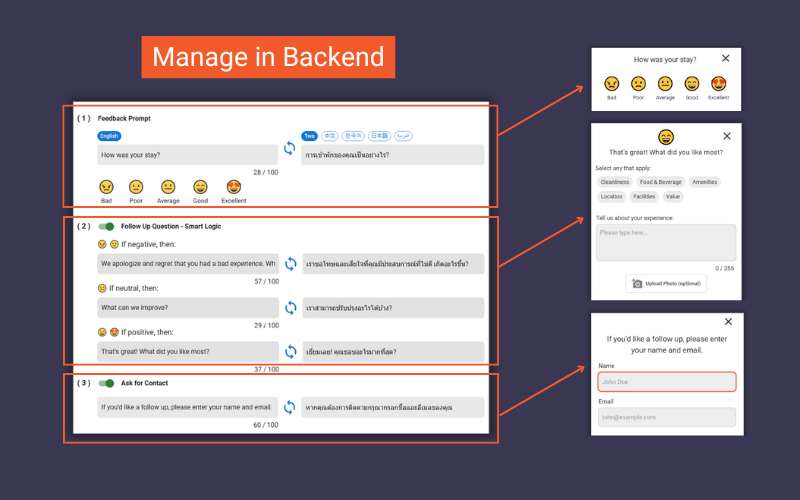 Manage in Backend
( 1 ) Feedback Prompt
English
ไทย 中文 한국어 日本語 العربية
How was your stay?
การเข้าพักของคุณเป็นอย่างไร?
28 / 100
Bad Poor Average Good Excellent
( 2 ) Follow Up Question - Smart Logic
If negative, then:
We apologize and regret that you had a bad experience. Wh
เราขอโทษและเสียใจที่คุณมีประสบการณ์ที่ไม่ดี เกิดอะไรขึ้น?
57 / 100
If neutral, then:
What can we improve?
เราสามารถปรับปรุงอะไรได้บ้าง?
29 / 100
If positive, then:
That's great! What did you like most?
เยี่ยมเลย! คุณชอบอะไรมากที่สุด?
37 / 100
( 3 ) Ask for Contact
If you'd like a follow up, please enter your name and email.
หากคุณต้องการติดตามกรุณากรอกชื่อและอีเมลของคุณ
60 / 100
How was your stay?
Bad Poor Average Good Excellent
That's great! What did you like most?
Select any that apply:
Cleanliness Food & Beverage Amenities
Location Facilities Value
Tell us about your experience:
Please type here...
0 / 255
Upload Photo (optional)
If you'd like a follow up, please enter
your name and email.
Name
John Doe
Email
john@example.com